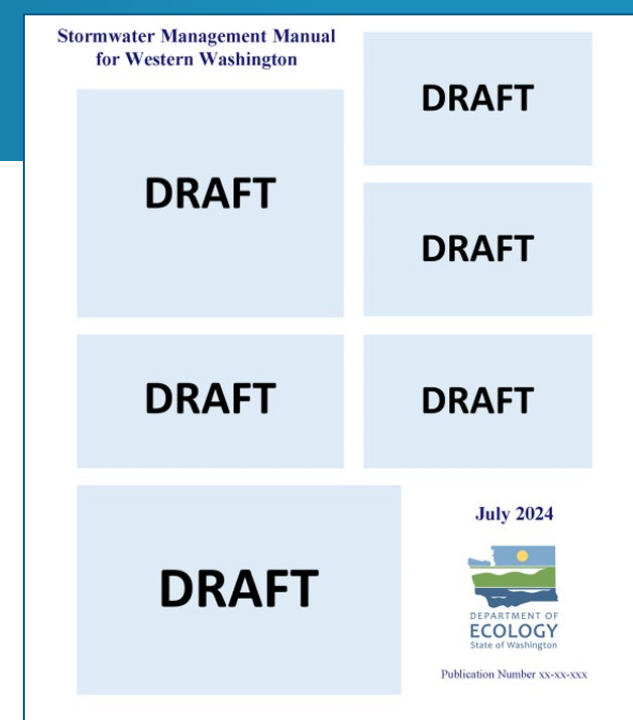 Stormwater Management Manual
for Western Washington
DRAFT
DRAFT
DRAFT
DRAFT
DRAFT
DRAFT
July 2024
DEPARTMENT OF
ECOLOGY
State of Washington
Publication Number xx-xx-xxx